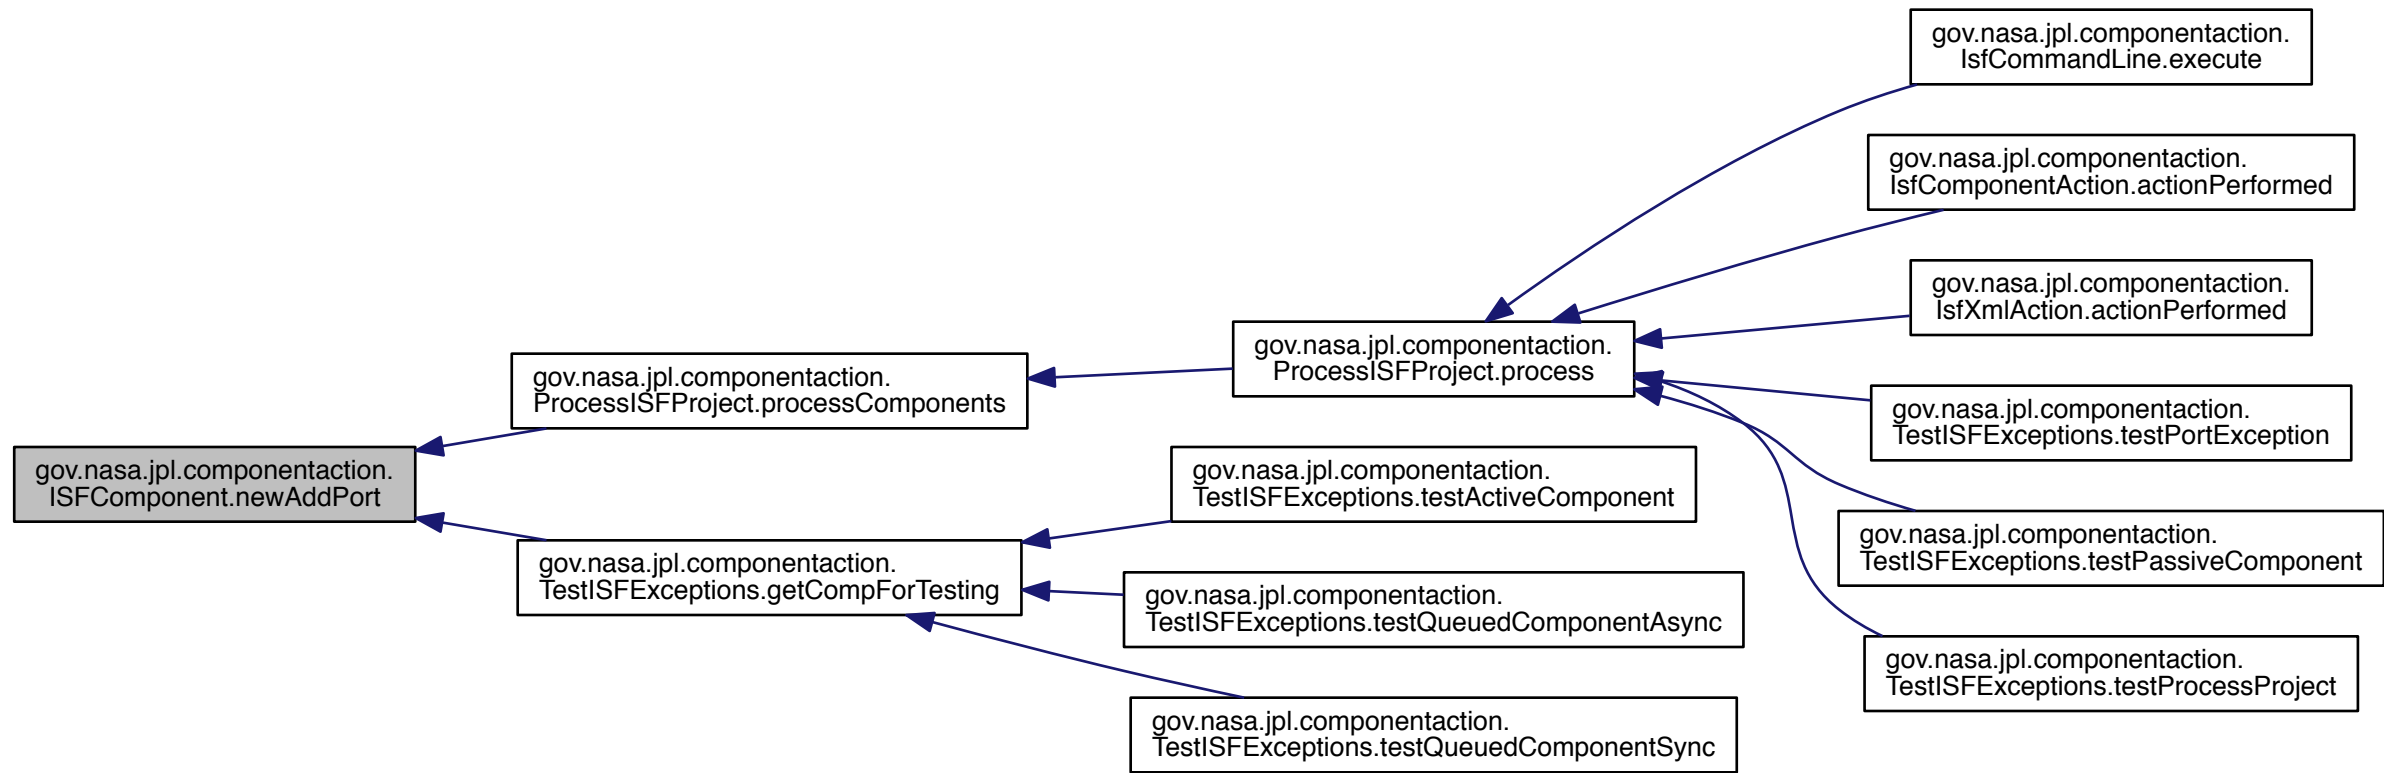 gov.nasa.jpl.componentaction.
IsfCommandLine.execute
gov.nasa.jpl.componentaction.
IsfComponentAction.actionPerformed
gov.nasa.jpl.componentaction.
IsfXmlAction.actionPerformed
gov.nasa.jpl.componentaction.
ProcessISFProject.process
gov.nasa.jpl.componentaction.
ProcessISFProject.processComponents
gov.nasa.jpl.componentaction.
TestISFExceptions.testPortException
gov.nasa.jpl.componentaction.
ISFComponent.newAddPort
gov.nasa.jpl.componentaction.
TestISFExceptions.testActiveComponent
gov.nasa.jpl.componentaction.
TestISFExceptions.testPassiveComponent
gov.nasa.jpl.componentaction.
TestISFExceptions.getCompForTesting
gov.nasa.jpl.componentaction.
TestISFExceptions.testQueuedComponentAsync
gov.nasa.jpl.componentaction.
TestISFExceptions.testProcessProject
gov.nasa.jpl.componentaction.
TestISFExceptions.testQueuedComponentSync